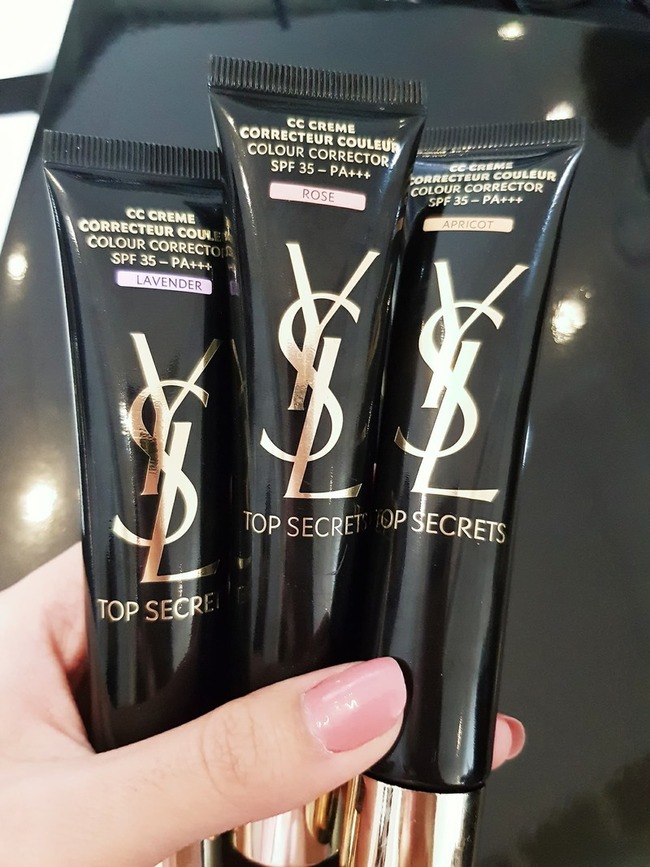 CC CREME
CORRECTEUR COULEUR
COLOUR CORRECTOR
SPF 35 – PA+++
LAVENDER
YSL
TOP SECRE
CC CREME
CORRECTEUR COULEUR
COLOUR CORRECTOR
SPF 35 – PA+++
ROSE
YSL
TOP SECRETS
CC CREME
CORRECTEUR COULEUR
COLOUR CORRECTOR
SPF 35 – PA+++
APRICOT
YSL
TOP SECRETS